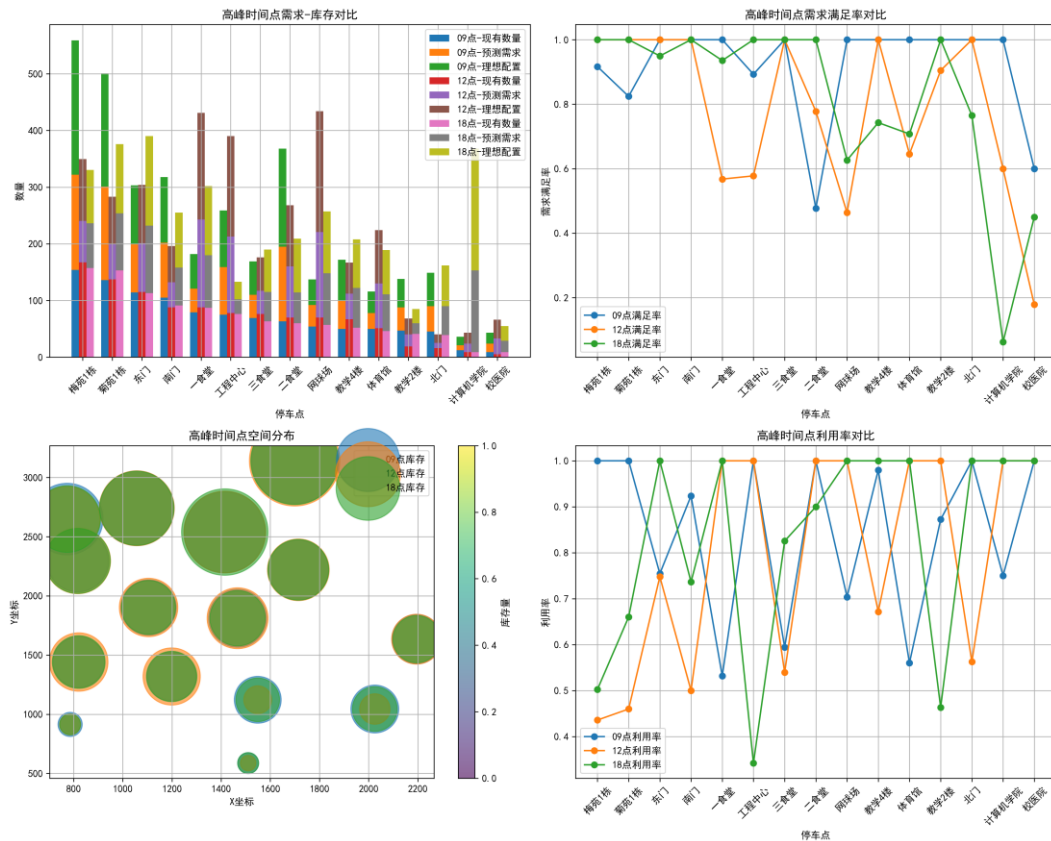 高峰时间点需求-库存对比
09点-现有数量
09点-预测需求
09点-理想配置
12点-现有数量
12点-预测需求
12点-理想配置
18点-现有数量
18点-预测需求
18点-理想配置
数量
500
400
300
200
100
0
梅苑1栋
菊苑1栋
东门
南门
一食堂
工程中心
三食堂
二食堂
网球场
教学4楼
体育馆
教学2楼
北门
计算机学院
校医院
停车点
高峰时间点需求满足率对比
需求满足率
1.0
0.8
0.6
0.4
0.2
09点满足率
12点满足率
18点满足率
梅苑1栋
菊苑1栋
东门
南门
一食堂
工程中心
三食堂
二食堂
网球场
教学4楼
体育馆
教学2楼
北门
计算机学院
校医院
停车点
高峰时间点空间分布
Y坐标
3000
2500
2000
1500
1000
500
09点库存
12点库存
18点库存
800
1000
1200
1400
1600
1800
2000
2200
X坐标
1.0
0.8
0.6
0.4
0.2
0.0
库存量
高峰时间点利用率对比
利用率
1.0
0.9
0.8
0.7
0.6
0.5
0.4
09点利用率
12点利用率
18点利用率
梅苑1栋
菊苑1栋
东门
南门
一食堂
工程中心
三食堂
二食堂
网球场
教学4楼
体育馆
教学2楼
北门
计算机学院
校医院
停车点